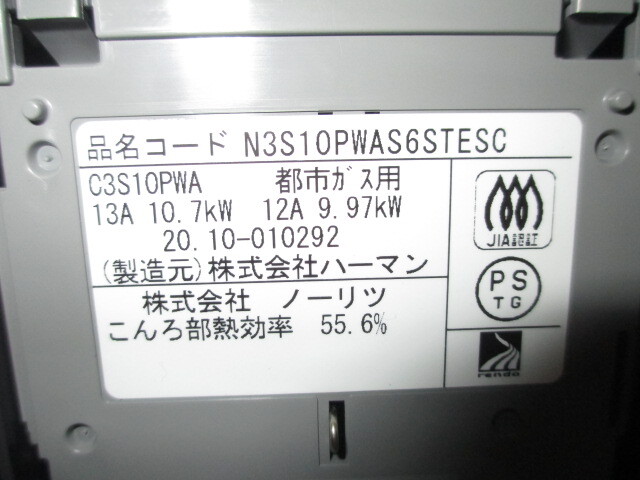 品名コード N3S10PWAS6STESC
C3S10PWA 都市ｶﾞｽ用
13A 10.7kW 12A 9.97kW
20.10-010292
(製造元)株式会社ハーマン
株式会社 ノーリツ
こんろ部熱効率 55.6%
JIA認証
PS
TG
rendo